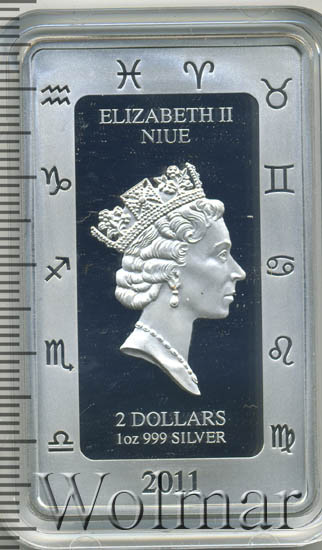 ♓ ♈
♒ ♉
ELIZABETH II
NIUE
♑ ♊
♐ ♋
♏ ♌
♎ ♍
2 DOLLARS
1oz 999 SILVER
2011
Wolmar